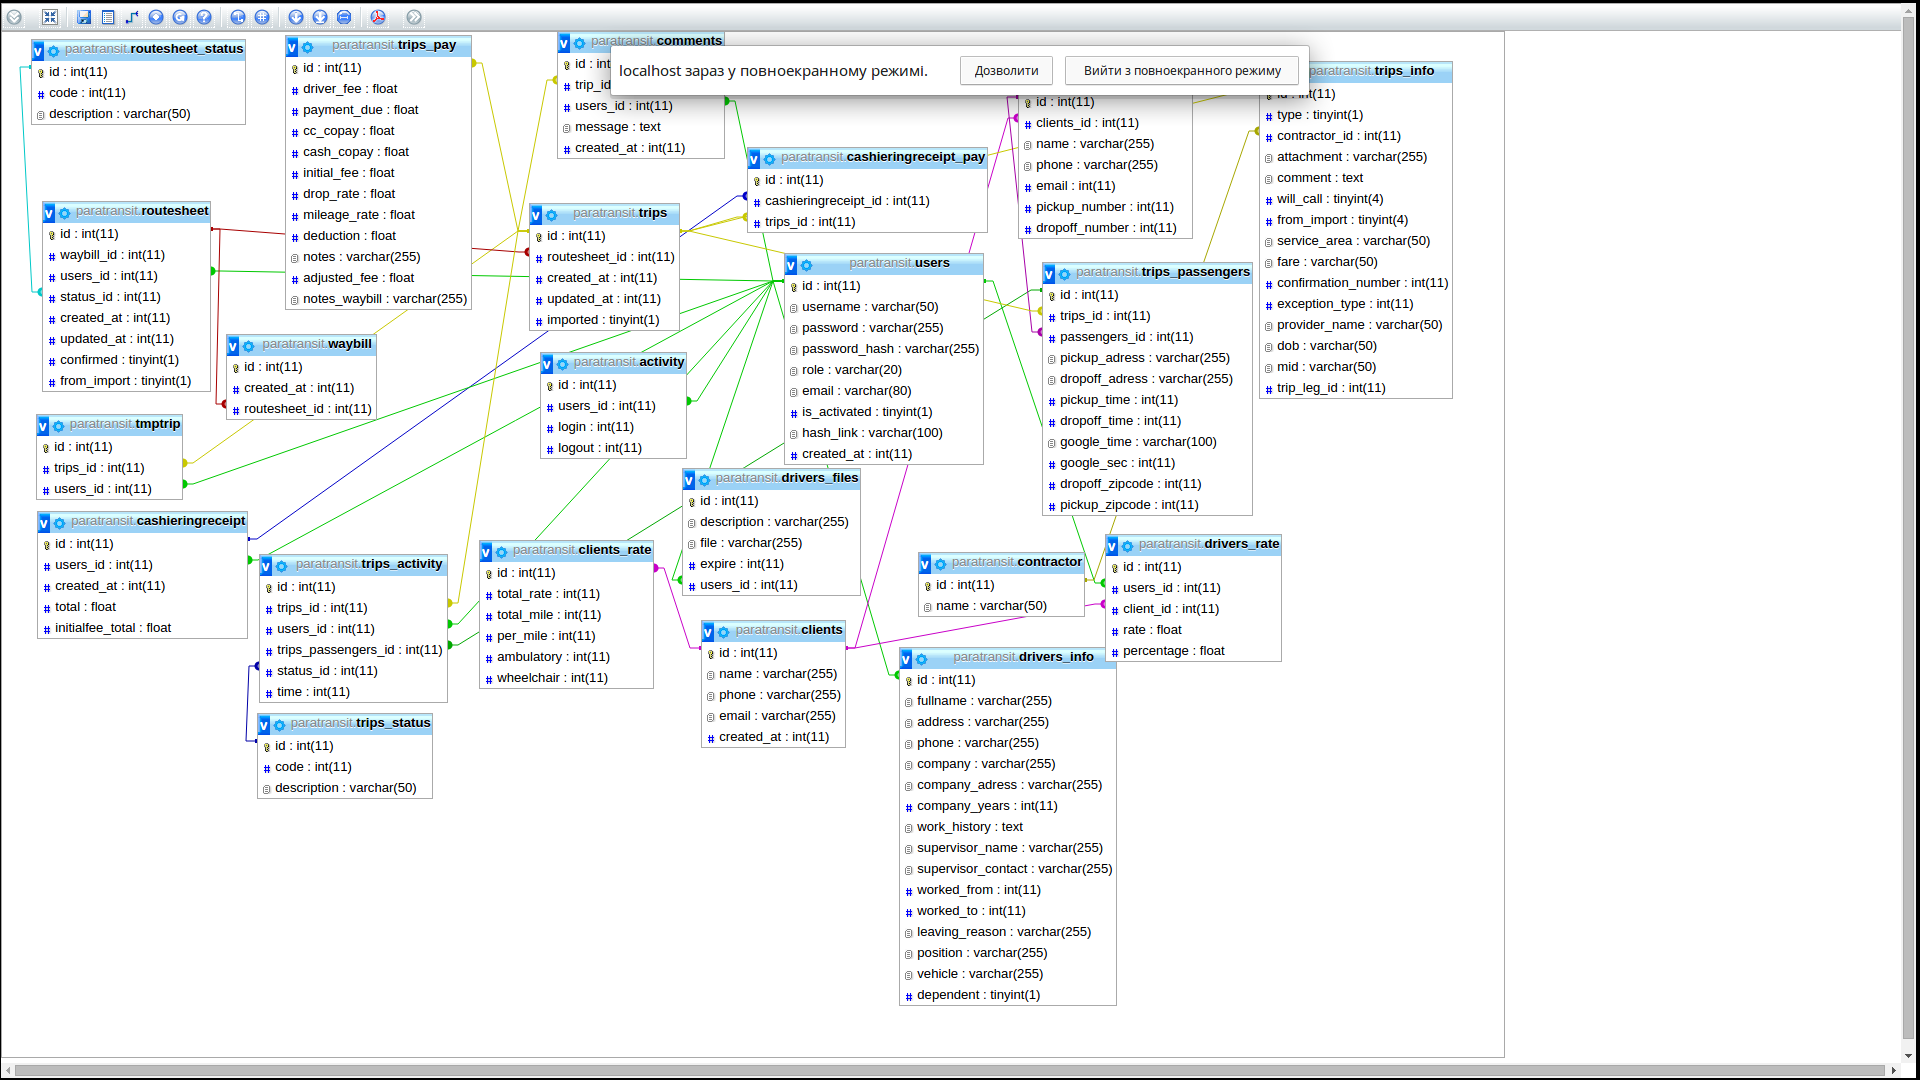 paratransit.routesheet_status
id : int(11)
code : int(11)
description : varchar(50)
paratransit.trips_pay
id : int(11)
driver_fee : float
payment_due : float
cc_copay : float
cash_copay : float
initial_fee : float
drop_rate : float
mileage_rate : float
deduction : float
notes : varchar(255)
adjusted_fee : float
notes_waybill : varchar(255)
paratransit.comments
id : int
trip_id
users_id : int(11)
message : text
created_at : int(11)
localhost зараз у повноекранному режимі.
Дозволити
Вийти з повноекранного режиму
id : int(11)
clients_id : int(11)
name : varchar(255)
phone : varchar(255)
email : int(11)
pickup_number : int(11)
dropoff_number : int(11)
paratransit.trips_info
id : int(11)
type : tinyint(1)
contractor_id : int(11)
attachment : varchar(255)
comment : text
will_call : tinyint(4)
from_import : tinyint(4)
service_area : varchar(50)
fare : varchar(50)
confirmation_number : int(11)
exception_type : int(11)
provider_name : varchar(50)
dob : varchar(50)
mid : varchar(50)
trip_leg_id : int(11)
paratransit.cashieringreceipt_pay
id : int(11)
cashieringreceipt_id : int(11)
trips_id : int(11)
paratransit.routesheet
id : int(11)
waybill_id : int(11)
users_id : int(11)
status_id : int(11)
created_at : int(11)
updated_at : int(11)
confirmed : tinyint(1)
from_import : tinyint(1)
paratransit.trips
id : int(11)
routesheet_id : int(11)
created_at : int(11)
updated_at : int(11)
imported : tinyint(1)
paratransit.users
id : int(11)
username : varchar(50)
password : varchar(255)
password_hash : varchar(255)
role : varchar(20)
email : varchar(80)
is_activated : tinyint(1)
hash_link : varchar(100)
created_at : int(11)
paratransit.trips_passengers
id : int(11)
trips_id : int(11)
passengers_id : int(11)
pickup_adress : varchar(255)
dropoff_adress : varchar(255)
pickup_time : int(11)
dropoff_time : int(11)
google_time : varchar(100)
google_sec : int(11)
dropoff_zipcode : int(11)
pickup_zipcode : int(11)
paratransit.waybill
id : int(11)
created_at : int(11)
routesheet_id : int(11)
paratransit.activity
id : int(11)
users_id : int(11)
login : int(11)
logout : int(11)
paratransit.tmptrip
id : int(11)
trips_id : int(11)
users_id : int(11)
paratransit.drivers_files
id : int(11)
description : varchar(255)
file : varchar(255)
expire : int(11)
users_id : int(11)
paratransit.cashieringreceipt
id : int(11)
users_id : int(11)
created_at : int(11)
total : float
initialfee_total : float
paratransit.trips_activity
id : int(11)
trips_id : int(11)
users_id : int(11)
trips_passengers_id : int(11)
status_id : int(11)
time : int(11)
paratransit.clients_rate
id : int(11)
total_rate : int(11)
total_mile : int(11)
per_mile : int(11)
ambulatory : int(11)
wheelchair : int(11)
paratransit.contractor
id : int(11)
name : varchar(50)
paratransit.drivers_rate
id : int(11)
users_id : int(11)
client_id : int(11)
rate : float
percentage : float
paratransit.clients
id : int(11)
name : varchar(255)
phone : varchar(255)
email : varchar(255)
created_at : int(11)
paratransit.drivers_info
id : int(11)
fullname : varchar(255)
address : varchar(255)
phone : varchar(255)
company : varchar(255)
company_adress : varchar(255)
company_years : int(11)
work_history : text
supervisor_name : varchar(255)
supervisor_contact : varchar(255)
worked_from : int(11)
worked_to : int(11)
leaving_reason : varchar(255)
position : varchar(255)
vehicle : varchar(255)
dependent : tinyint(1)
paratransit.trips_status
id : int(11)
code : int(11)
description : varchar(50)